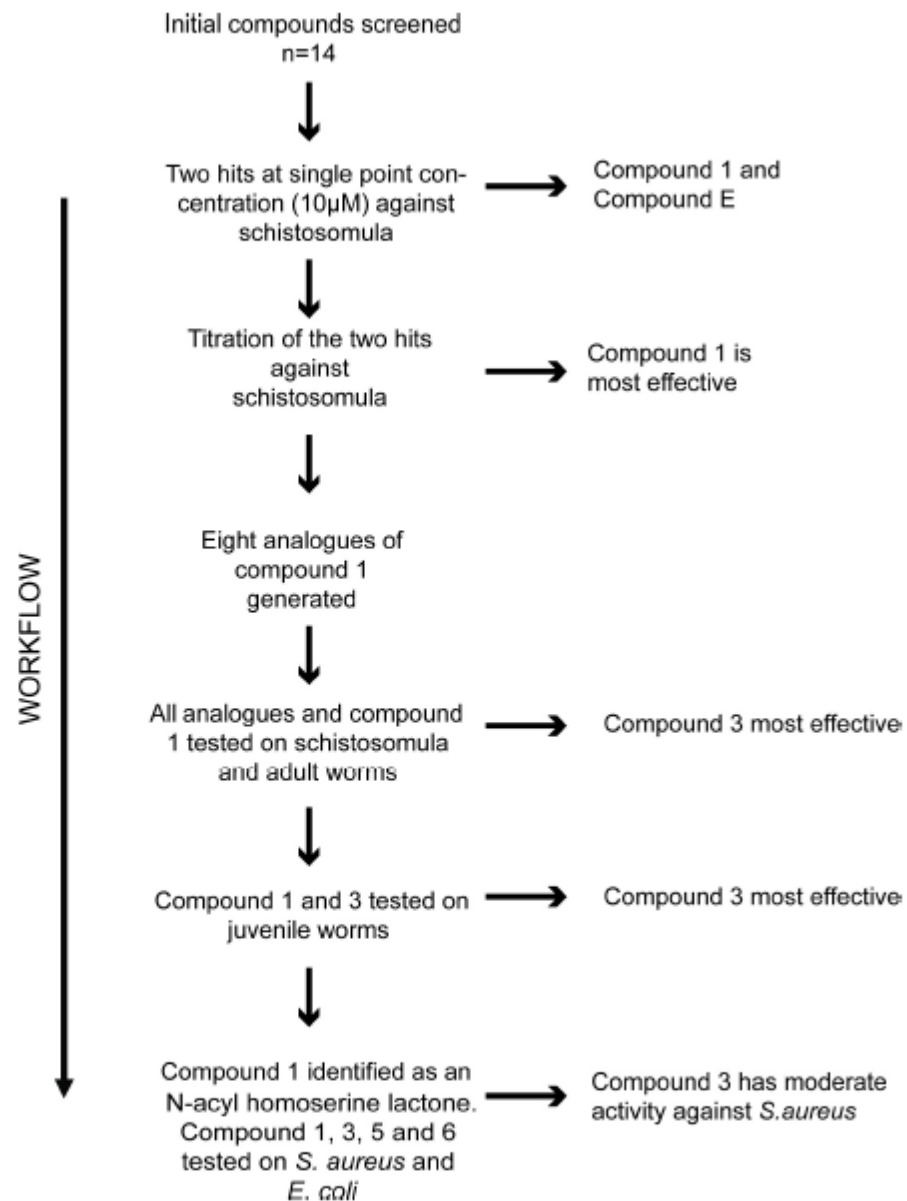 Initial compounds screened
n=14
Two hits at single point con-
centration (10µM) against
schistosomula
Compound 1 and
Compound E
Titration of the two hits
against
schistosomula
Compound 1 is
most effective
Eight analogues of
compound 1
generated
WORKFLOW
All analogues and compound
1 tested on schistosomula
and adult worms
Compound 3 most effective
Compound 1 and 3 tested on
juvenile worms
Compound 3 most effective
Compound 1 identified as an
N-acyl homoserine lactone.
Compound 1, 3, 5 and 6
tested on S. aureus and
E. coli
Compound 3 has moderate
activity against S.aureus